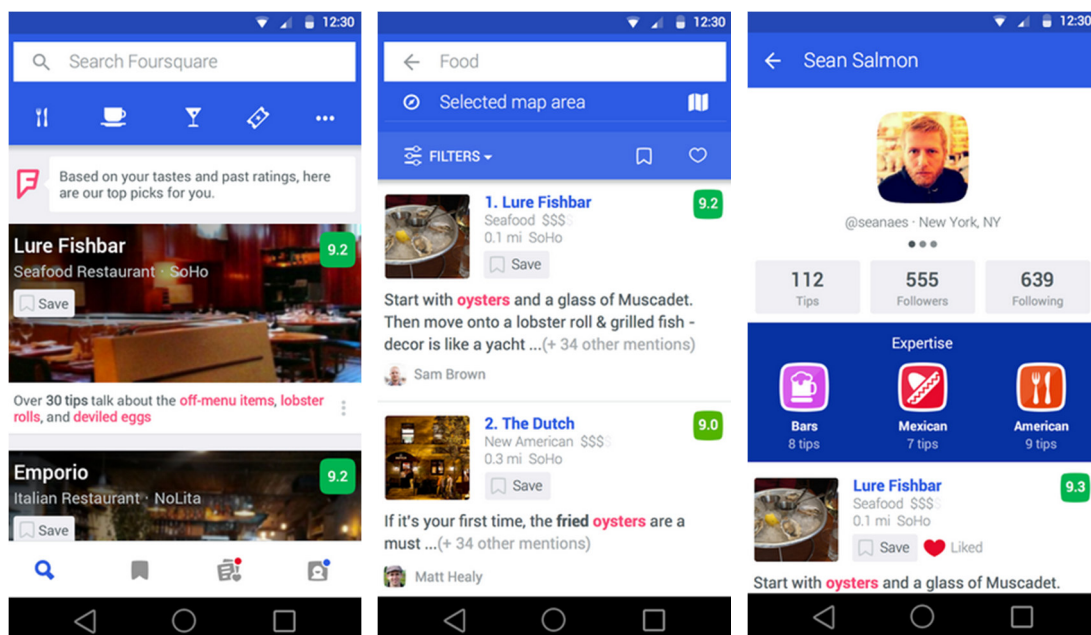 12:30
Search Foursquare
Based on your tastes and past ratings, here
are our top picks for you.
Lure Fishbar
9.2
Seafood Restaurant · SoHo
Save
Over 30 tips talk about the off-menu items, lobster
rolls, and deviled eggs
Emporio
9.2
Italian Restaurant · NoLita
Save
12:30
Food
Selected map area
FILTERS
1. Lure Fishbar
9.2
Seafood $$$$
0.1 mi SoHo
Save
Start with oysters and a glass of Muscadet.
Then move onto a lobster roll & grilled fish -
decor is like a yacht ...(+ 34 other mentions)
Sam Brown
2. The Dutch
9.0
New American $$$$
0.3 mi SoHo
Save
If it's your first time, the fried oysters are a
must ...(+ 34 other mentions)
Matt Healy
12:30
Sean Salmon
@seanaes · New York, NY
112 555 639
Tips Followers Following
Expertise
Bars Mexican American
8 tips 7 tips 9 tips
Lure Fishbar
9.3
Seafood $$$$
0.1 mi SoHo
Save Liked
Start with oysters and a glass of Muscadet.